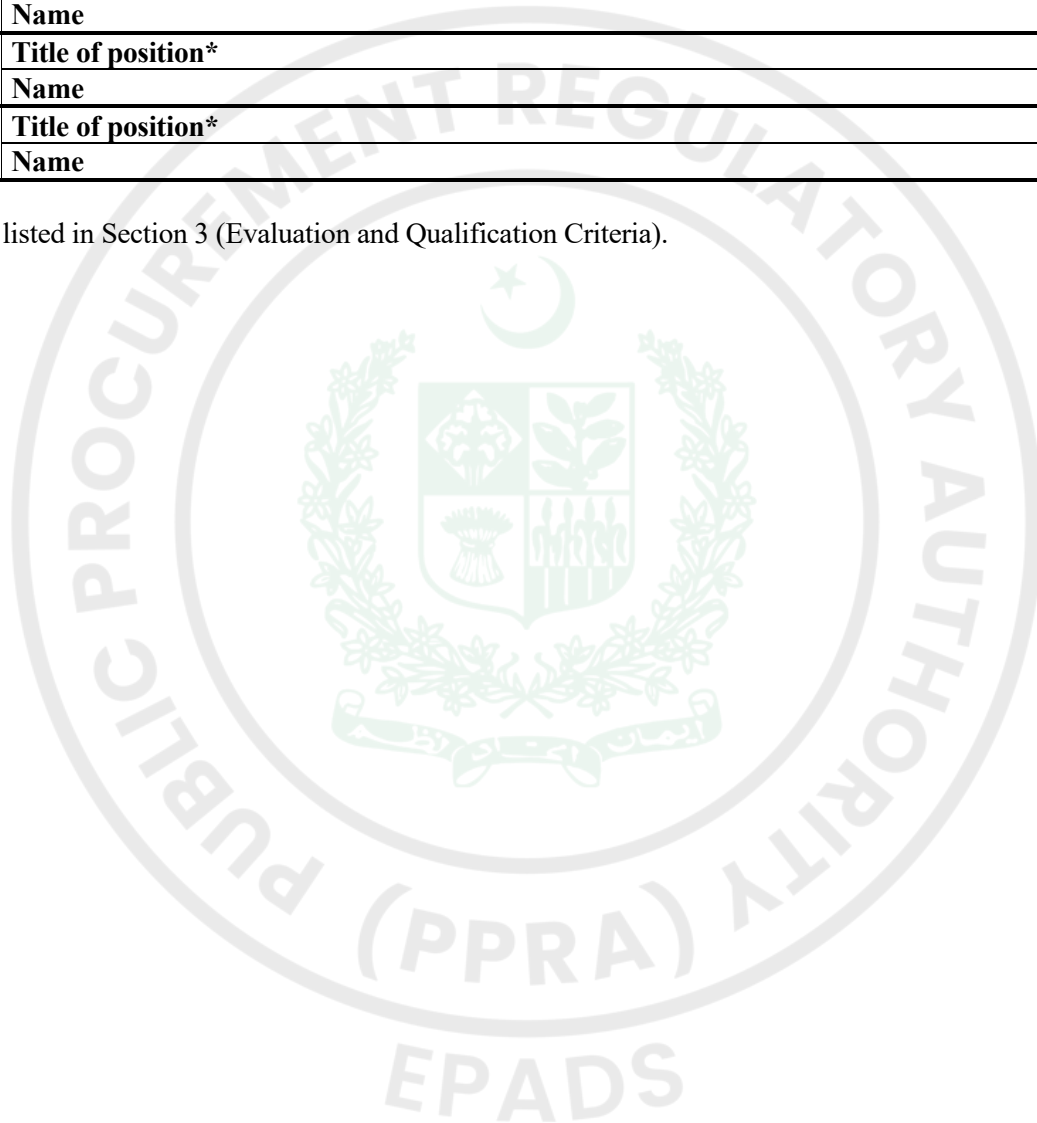 Name
Title of position*
Name
Title of position*
Name
listed in Section 3 (Evaluation and Qualification Criteria).
PUBLIC PROCUREMENT REGULATORY AUTHORITY
(PPRA)
EPADS